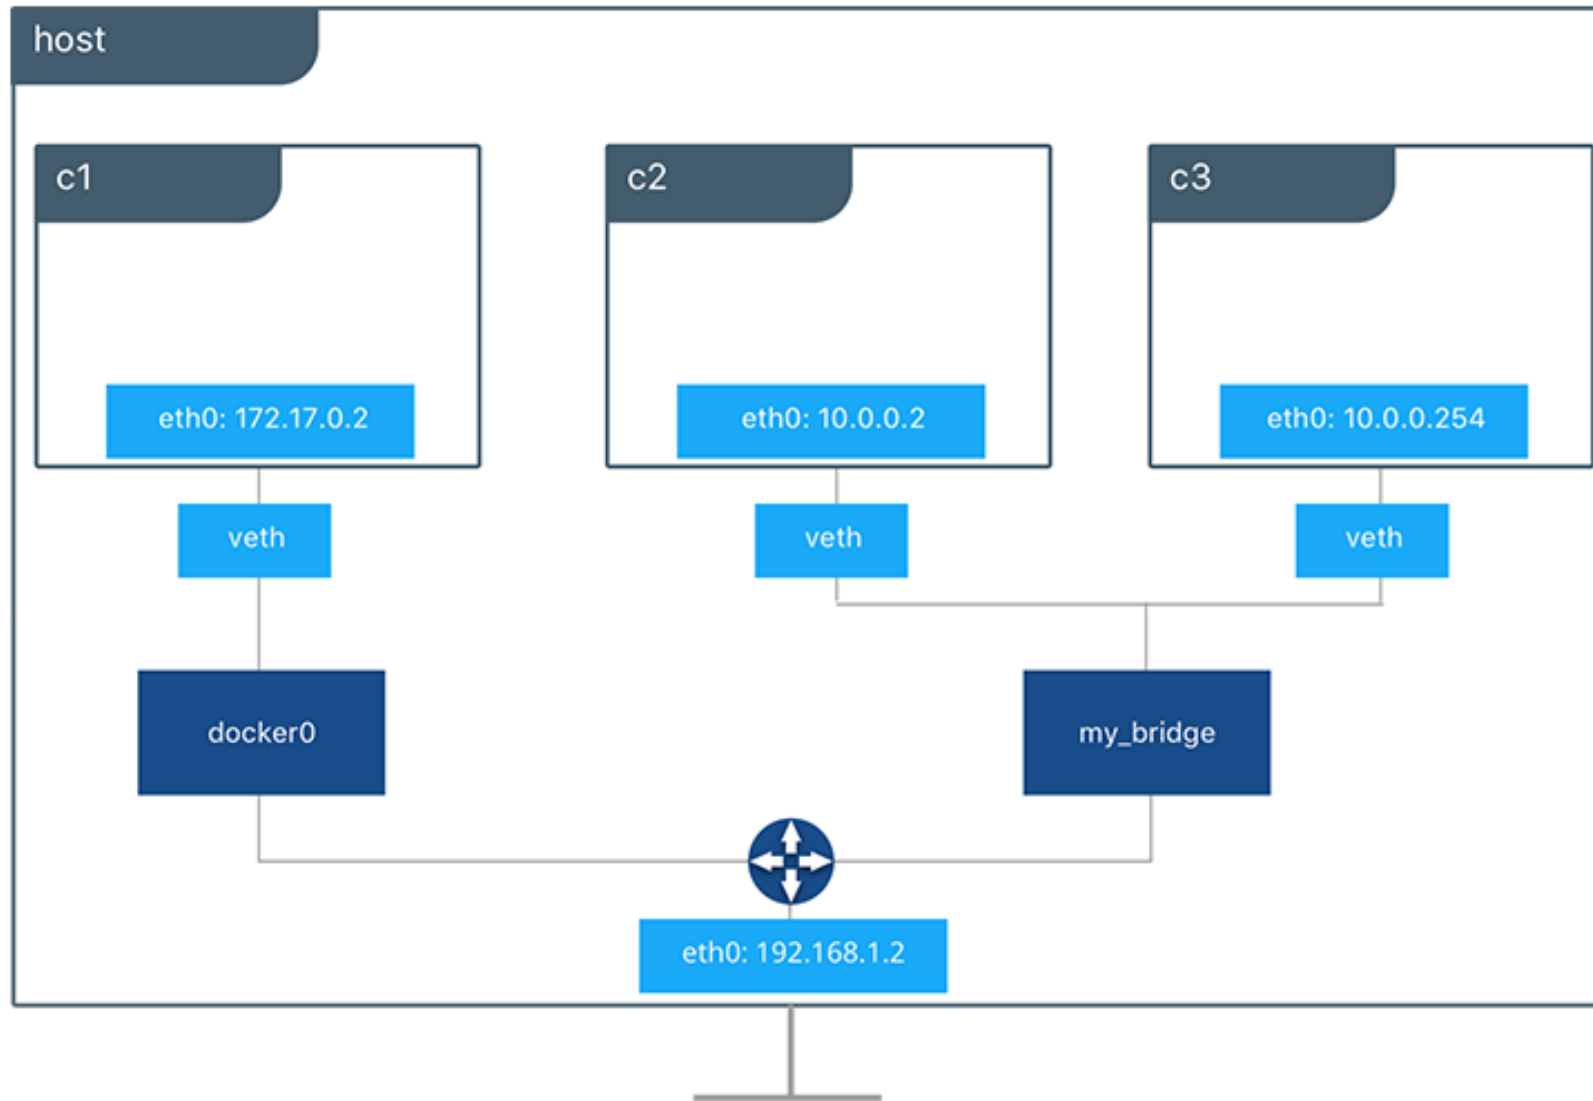 host
c1
c2
c3
eth0: 172.17.0.2
eth0: 10.0.0.2
eth0: 10.0.0.254
veth
veth
veth
docker0
my_bridge
eth0: 192.168.1.2